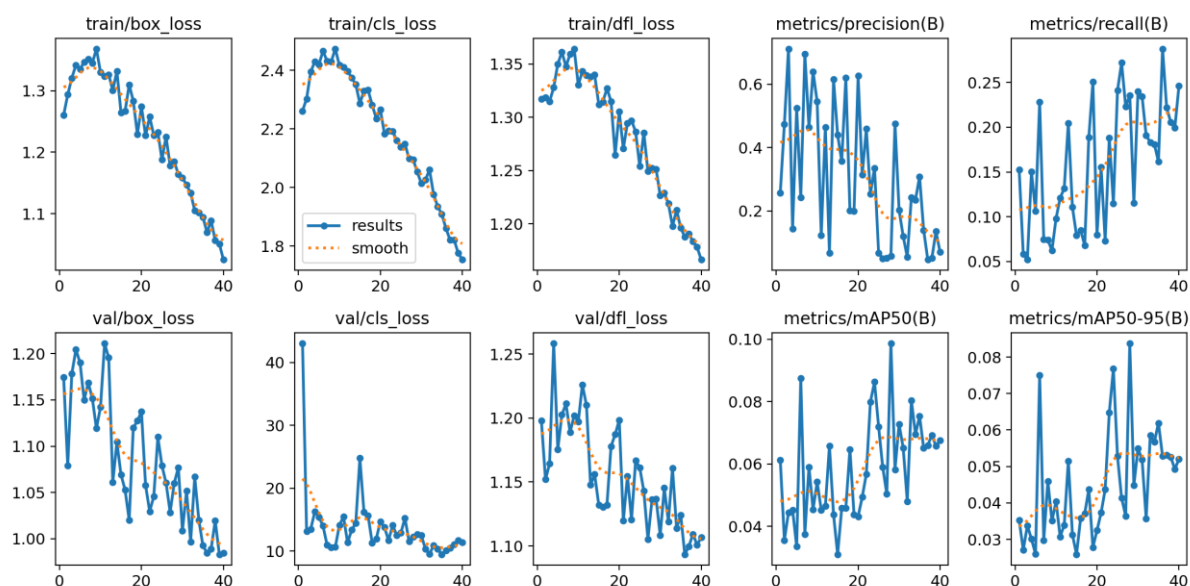 train/box_loss
train/cls_loss
train/dfl_loss
metrics/precision(B)
metrics/recall(B)
1.3
1.2
1.1
0 20 40
2.4
2.2
2.0
1.8
results
smooth
0 20 40
1.35
1.30
1.25
1.20
0 20 40
0.6
0.4
0.2
0 20 40
0.25
0.20
0.15
0.10
0.05
0 20 40
val/box_loss
val/cls_loss
val/dfl_loss
metrics/mAP50(B)
metrics/mAP50-95(B)
1.20
1.15
1.10
1.05
1.00
0 20 40
40
30
20
10
0 20 40
1.25
1.20
1.15
1.10
0 20 40
0.10
0.08
0.06
0.04
0 20 40
0.08
0.07
0.06
0.05
0.04
0.03
0 20 40